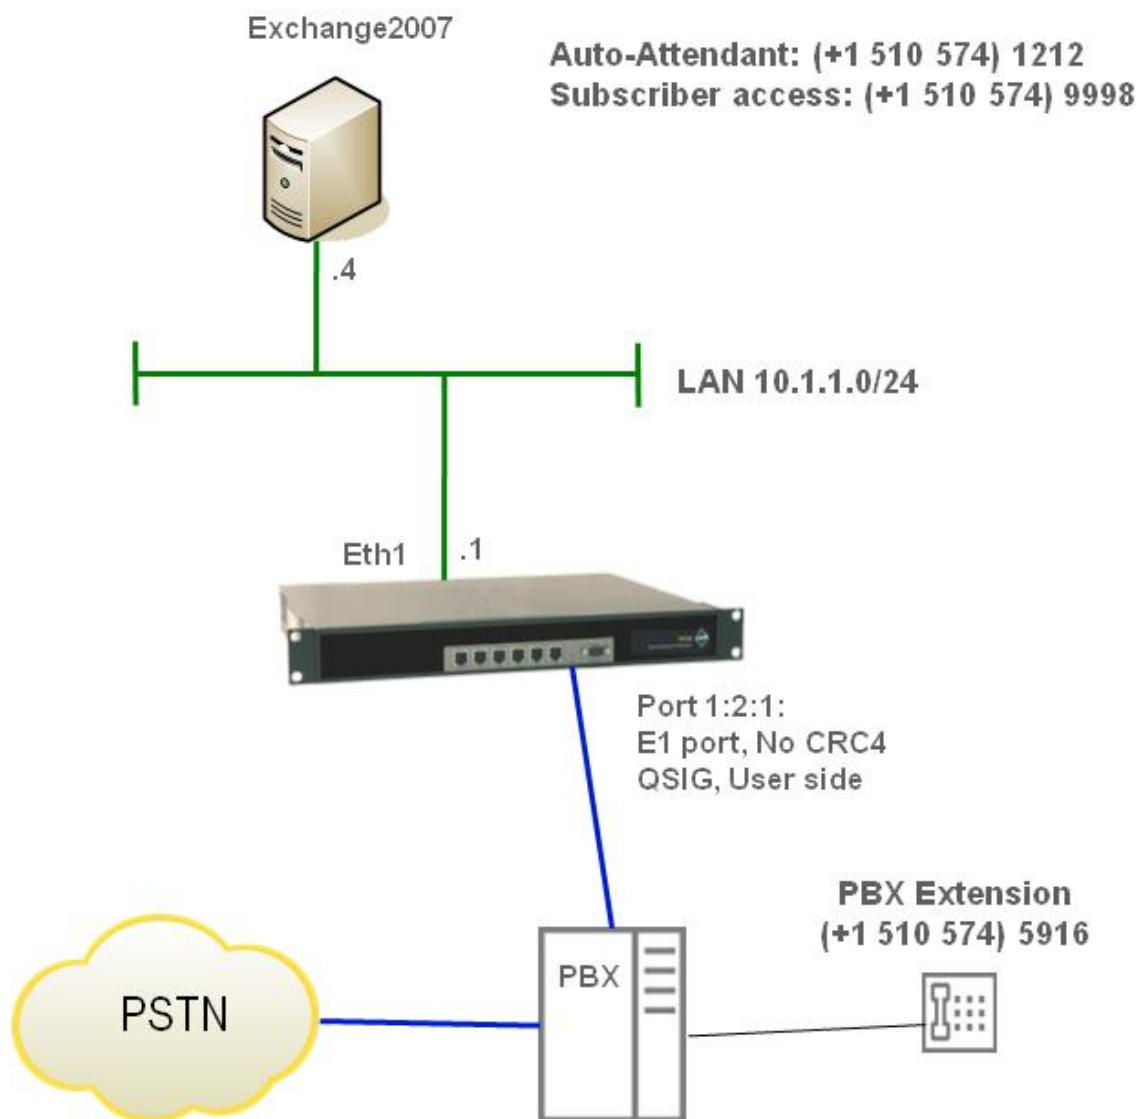 Exchange2007
Auto-Attendant: (+1 510 574) 1212
Subscriber access: (+1 510 574) 9998
.4
LAN 10.1.1.0/24
Eth1
.1
Port 1:2:1:
E1 port, No CRC4
QSIG, User side
PBX Extension
(+1 510 574) 5916
PBX
PSTN